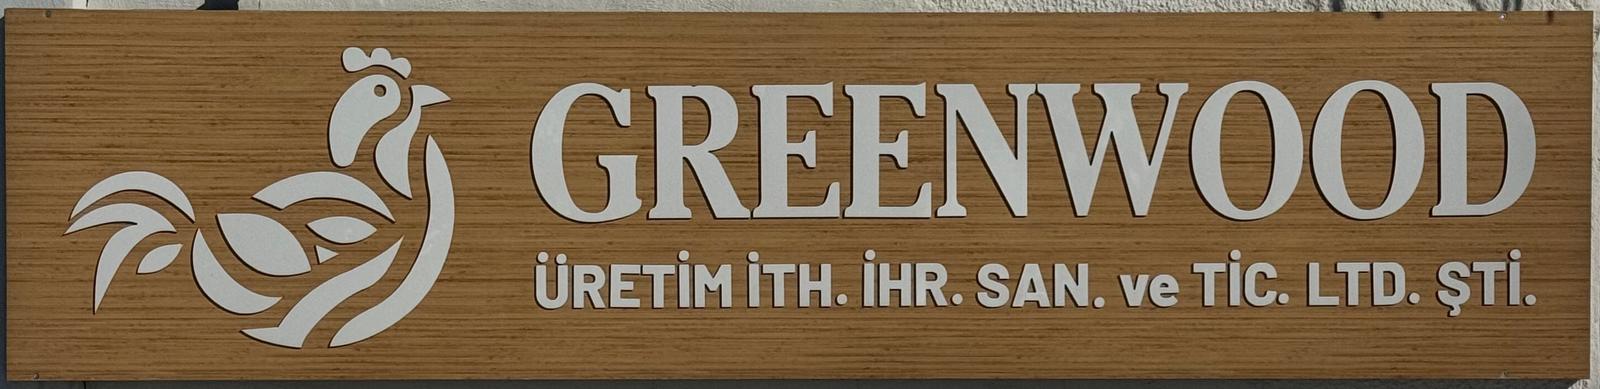 GREENWOOD
ÜRETİM İTH. İHR. SAN. ve TİC. LTD. ŞTİ.